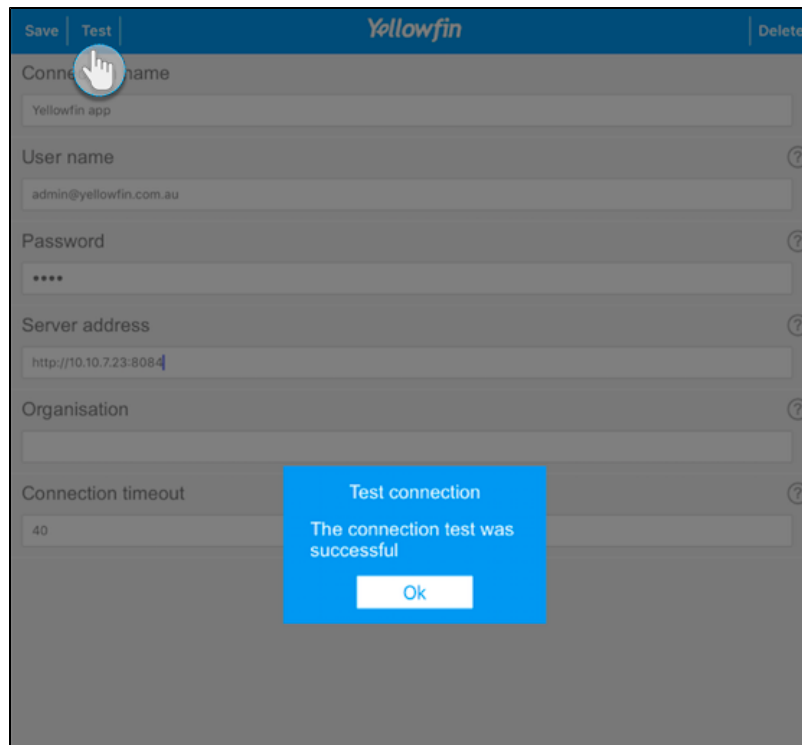 Save Test Yellowfin Delete
Conne name
Yellowfin app
User name ?
admin@yellowfin.com.au
Password ?
••••
Server address ?
http://10.10.7.23:8084
Organisation ?
Connection timeout ?
40
Test connection
The connection test was
successful
Ok